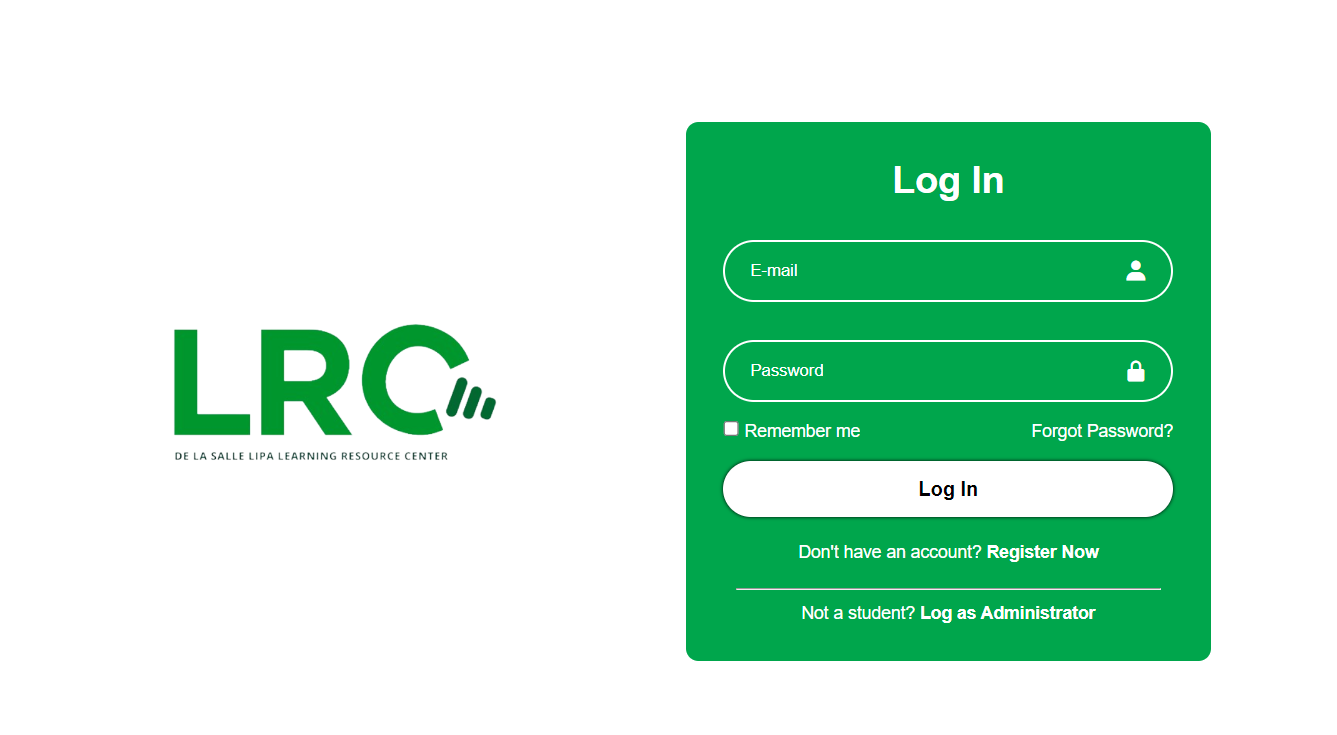 LRC
DE LA SALLE LIPA LEARNING RESOURCE CENTER
Log In
E-mail
Password
Remember me
Forgot Password?
Log In
Don't have an account? Register Now
Not a student? Log as Administrator